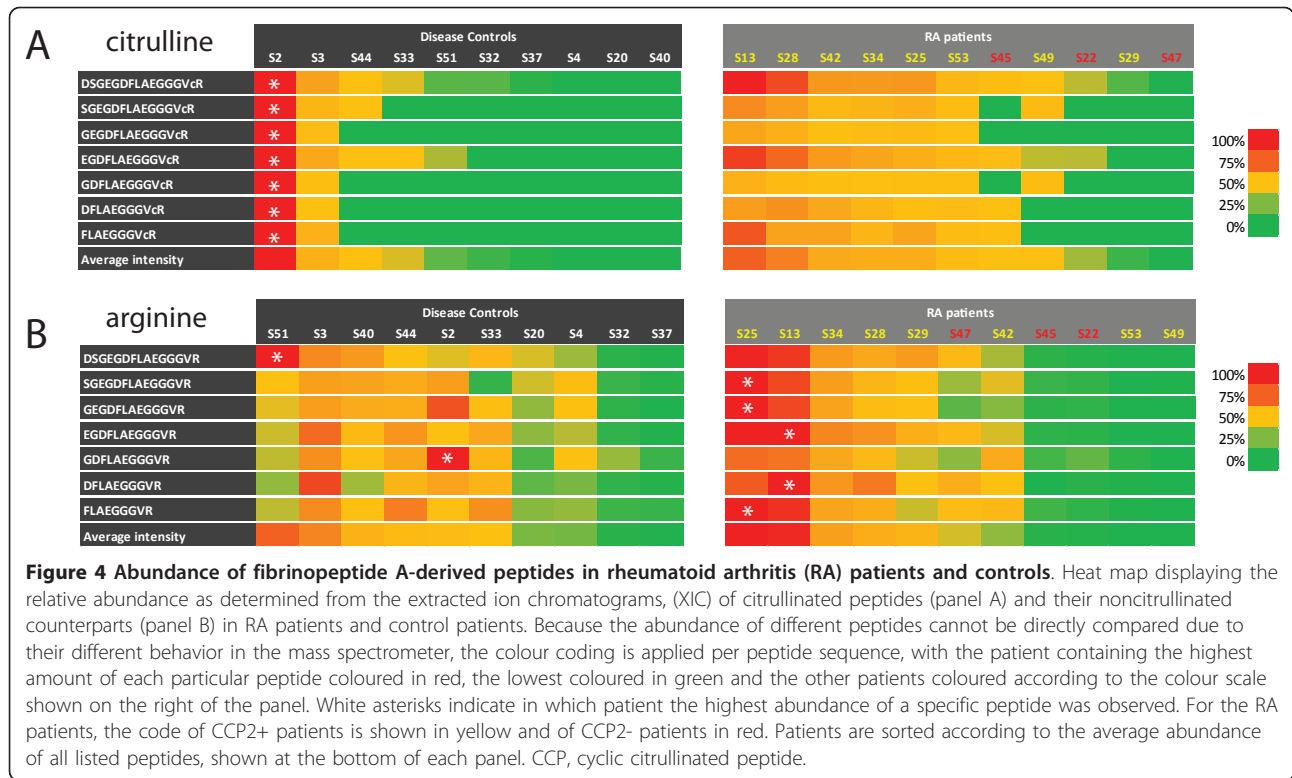 A citrulline
Disease Controls
S2 S3 S44 S33 S51 S32 S37 S4 S20 S40
RA patients
S13 S28 S42 S34 S25 S53 S45 S49 S22 S29 S47
DSGEGDFLAEGGGVcR *
SGEGDFLAEGGGVcR *
GEGDFLAEGGGVcR *
EGDFLAEGGGVcR *
GDFLAEGGGVcR *
DFLAEGGGVcR *
FLAEGGGVcR *
Average intensity
100%
75%
50%
25%
0%
B arginine
Disease Controls
S51 S3 S40 S44 S2 S33 S20 S4 S32 S37
RA patients
S25 S13 S34 S28 S29 S47 S42 S45 S22 S53 S49
DSGEGDFLAEGGGVR *
SGEGDFLAEGGGVR *
GEGDFLAEGGGVR *
EGDFLAEGGGVR *
GDFLAEGGGVR *
DFLAEGGGVR *
FLAEGGGVR *
Average intensity
100%
75%
50%
25%
0%
Figure 4 Abundance of fibrinopeptide A-derived peptides in rheumatoid arthritis (RA) patients and controls. Heat map displaying the
relative abundance as determined from the extracted ion chromatograms, (XIC) of citrullinated peptides (panel A) and their noncitrullinated
counterparts (panel B) in RA patients and control patients. Because the abundance of different peptides cannot be directly compared due to
their different behavior in the mass spectrometer, the colour coding is applied per peptide sequence, with the patient containing the highest
amount of each particular peptide coloured in red, the lowest coloured in green and the other patients coloured according to the colour scale
shown on the right of the panel. White asterisks indicate in which patient the highest abundance of a specific peptide was observed. For the RA
patients, the code of CCP2+ patients is shown in yellow and of CCP2- patients in red. Patients are sorted according to the average abundance
of all listed peptides, shown at the bottom of each panel. CCP, cyclic citrullinated peptide.